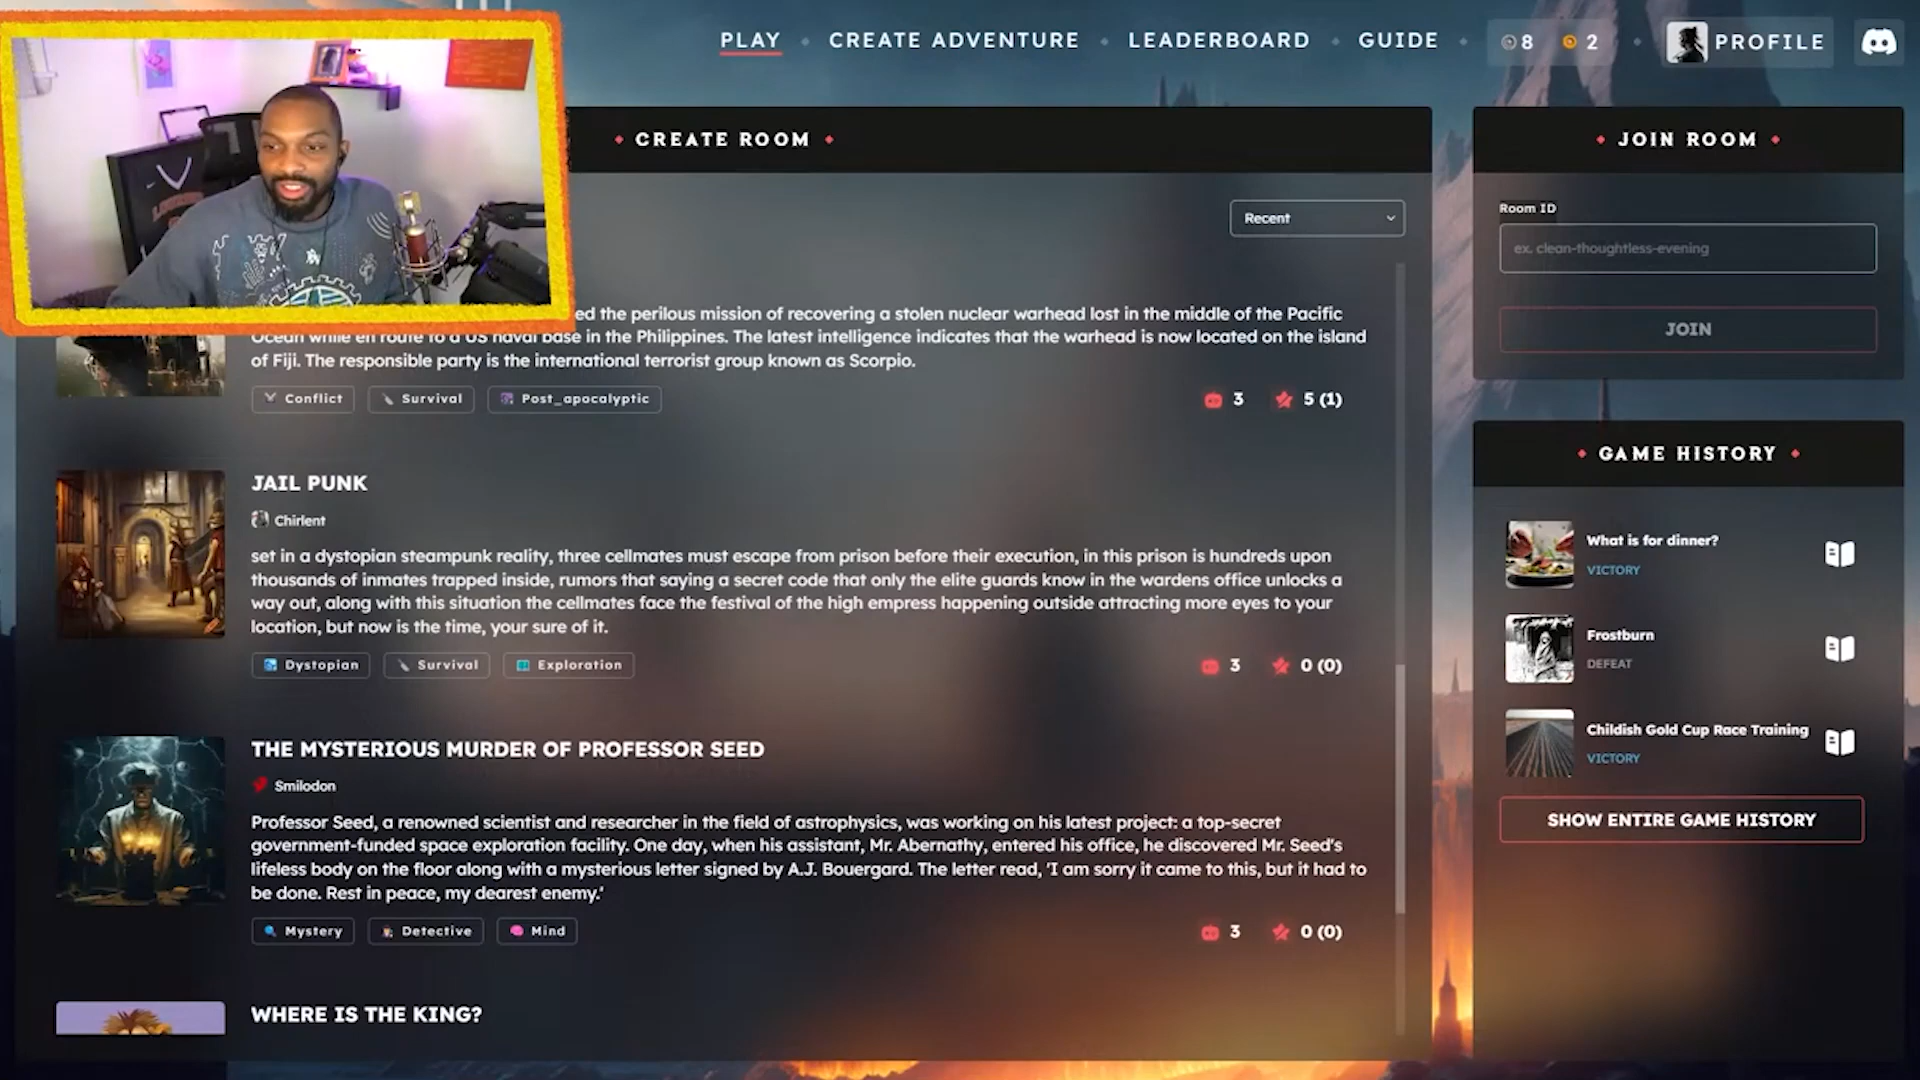 PLAY
CREATE ADVENTURE
LEADERBOARD
GUIDE
8
2
PROFILE
CREATE ROOM
Recent
ed the perilous mission of recovering a stolen nuclear warhead lost in the middle of the Pacific
Ocean while en route to a US naval base in the Philippines. The latest intelligence indicates that the warhead is now located on the island
of Fiji. The responsible party is the international terrorist group known as Scorpio.
Conflict
Survival
Post_apocalyptic
3
5 (1)
JAIL PUNK
Chirlent
set in a dystopian steampunk reality, three cellmates must escape from prison before their execution, in this prison is hundreds upon
thousands of inmates trapped inside, rumors that saying a secret code that only the elite guards know in the wardens office unlocks a
way out, along with this situation the cellmates face the festival of the high empress happening outside attracting more eyes to your
location, but now is the time, your sure of it.
Dystopian
Survival
Exploration
3
0 (0)
THE MYSTERIOUS MURDER OF PROFESSOR SEED
Smilodon
Professor Seed, a renowned scientist and researcher in the field of astrophysics, was working on his latest project: a top-secret
government-funded space exploration facility. One day, when his assistant, Mr. Abernathy, entered his office, he discovered Mr. Seed's
lifeless body on the floor along with a mysterious letter signed by A.J. Bouergard. The letter read, 'I am sorry it came to this, but it had to
be done. Rest in peace, my dearest enemy.'
Mystery
Detective
Mind
3
0 (0)
WHERE IS THE KING?
JOIN ROOM
Room ID
ex. clean-thoughtless-evening
JOIN
GAME HISTORY
What is for dinner?
VICTORY
Frostburn
DEFEAT
Childish Gold Cup Race Training
VICTORY
SHOW ENTIRE GAME HISTORY